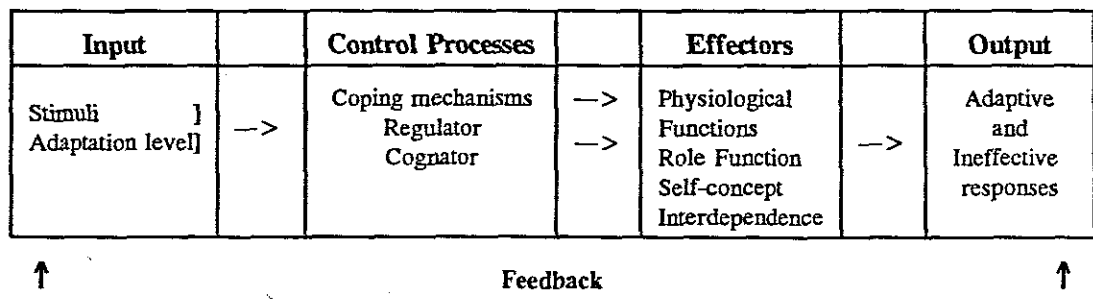 Input Control Processes Effectors Output
Stimuli ]
Adaptation level]
—>
Coping mechanisms
Regulator
Cognator
—>
—>
Physiological
Functions
Role Function
Self-concept
Interdependence
—>
Adaptive
and
Ineffective
responses
↑ Feedback ↑